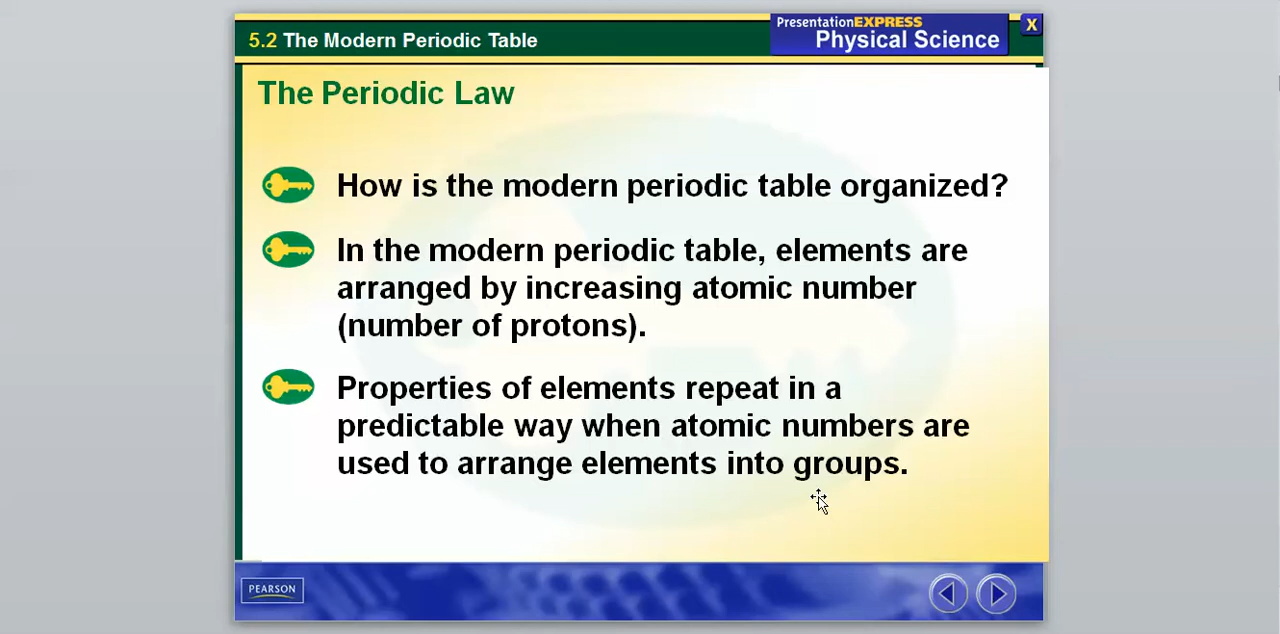 5.2 The Modern Periodic Table
PresentationEXPRESS
Physical Science
X
The Periodic Law
How is the modern periodic table organized?
In the modern periodic table, elements are
arranged by increasing atomic number
(number of protons).
Properties of elements repeat in a
predictable way when atomic numbers are
used to arrange elements into groups.
PEARSON